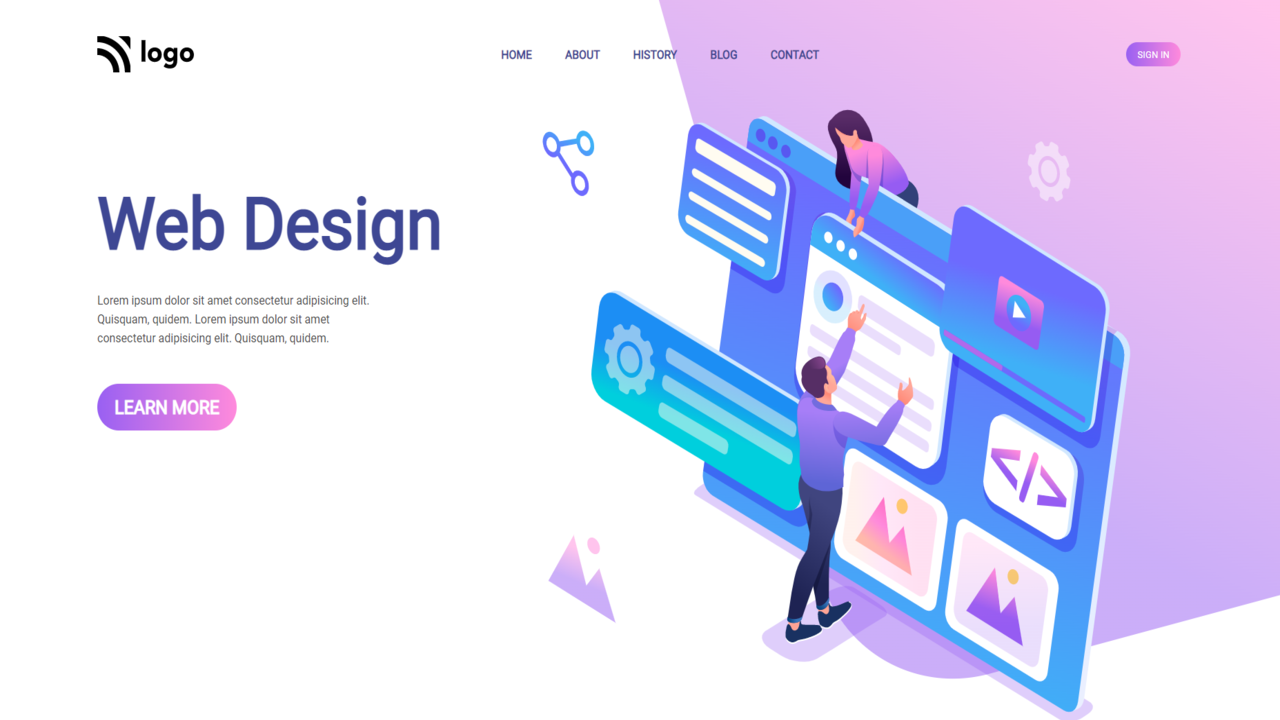 logo
HOME ABOUT HISTORY BLOG CONTACT
SIGN IN
Web Design
Lorem ipsum dolor sit amet consectetur adipisicing elit.
Quisquam, quidem. Lorem ipsum dolor sit amet
consectetur adipisicing elit. Quisquam, quidem.
LEARN MORE
</>